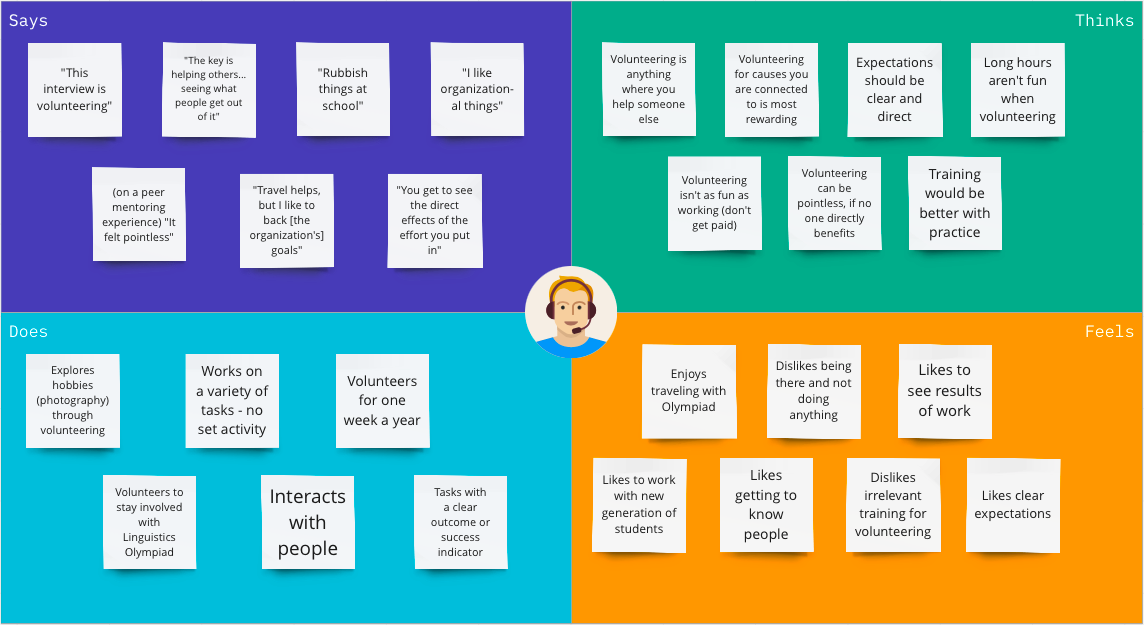 Says
"This
interview is
volunteering"
"The key is
helping others...
seeing what
people get out
of it"
"Rubbish
things at
school"
"I like
organization-
al things"
(on a peer
mentoring
experience) "It
felt pointless"
"Travel helps,
but I like to
back [the
organization's]
goals"
"You get to see
the direct
effects of the
effort you put
in"
Thinks
Volunteering is
anything
where you
help someone
else
Volunteering
for causes you
are connected
to is most
rewarding
Expectations
should be
clear and
direct
Long hours
aren't fun
when
volunteering
Volunteering
isn't as fun as
working (don't
get paid)
Volunteering
can be
pointless, if no
one directly
benefits
Training
would be
better with
practice
Does
Explores
hobbies
(photography)
through
volunteering
Works on
a variety of
tasks - no
set activity
Volunteers
for one
week a year
Volunteers to
stay involved
with
Linguistics
Olympiad
Interacts
with
people
Tasks with
a clear
outcome or
success
indicator
Feels
Enjoys
traveling with
Olympiad
Dislikes being
there and not
doing
anything
Likes to
see results
of work
Likes to work
with new
generation of
students
Likes
getting to
know
people
Dislikes
irrelevant
training for
volunteering
Likes clear
expectations